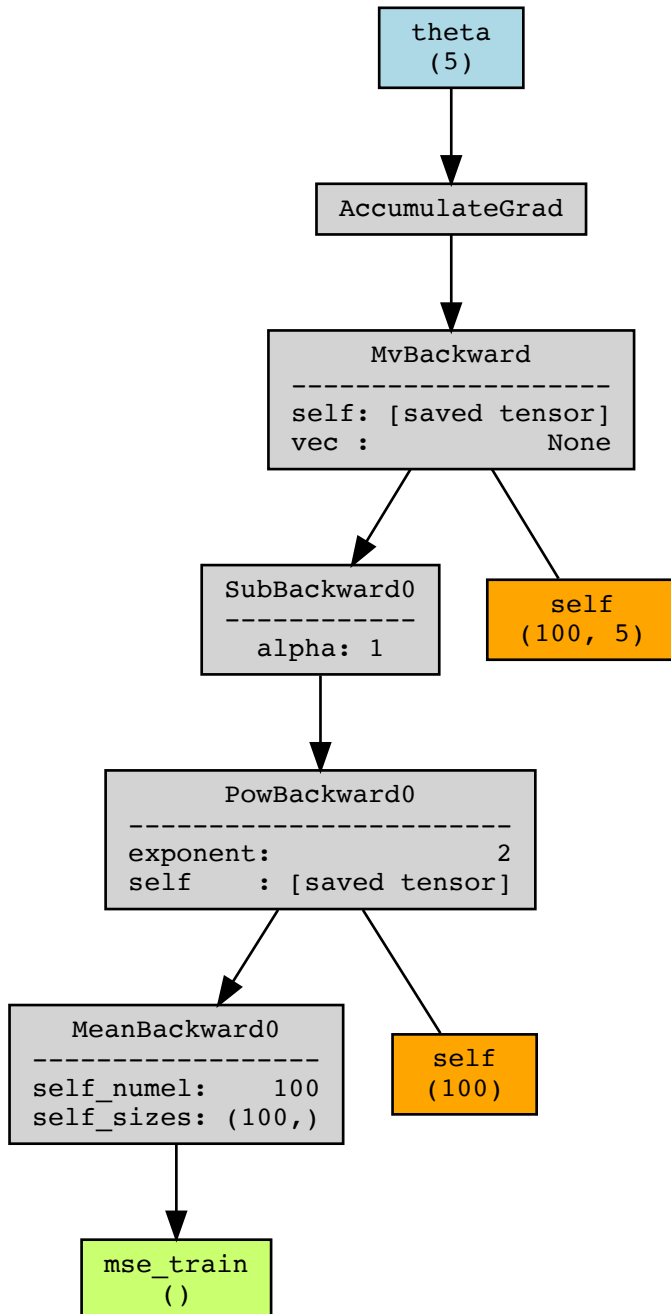 theta
(5)
AccumulateGrad
MvBackward
--------------------
self: [saved tensor]
vec :           None
SubBackward0
------------
alpha: 1
self
(100, 5)
PowBackward0
------------------------
exponent:              2
self    : [saved tensor]
MeanBackward0
------------------
self_numel:    100
self_sizes: (100,)
self
(100)
mse_train
()